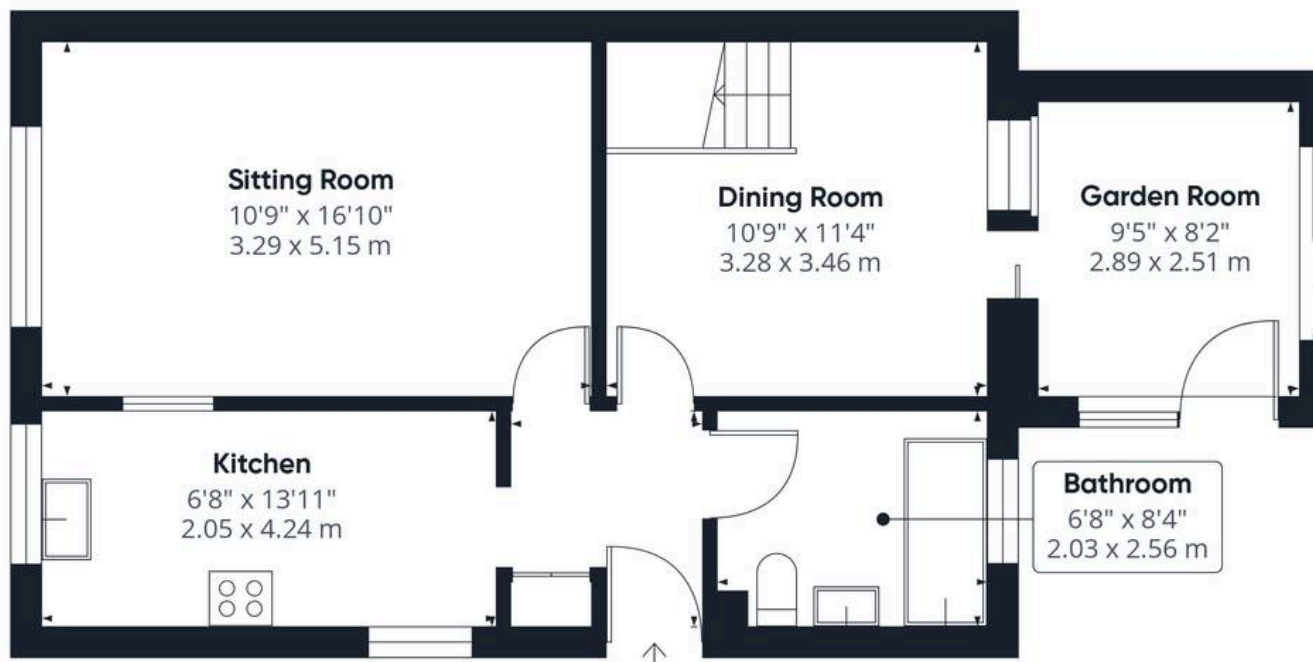 Sitting Room
10'9" x 16'10"
3.29 x 5.15 m
Dining Room
10'9" x 11'4"
3.28 x 3.46 m
Garden Room
9'5" x 8'2"
2.89 x 2.51 m
Kitchen
6'8" x 13'11"
2.05 x 4.24 m
Bathroom
6'8" x 8'4"
2.03 x 2.56 m